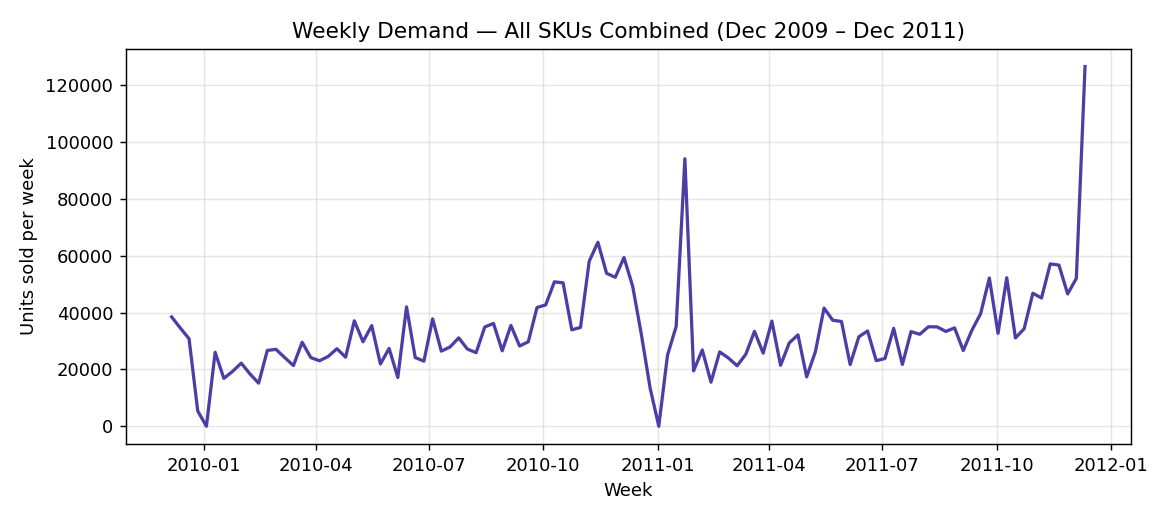 Weekly Demand — All SKUs Combined (Dec 2009 – Dec 2011)
Units sold per week
120000
100000
80000
60000
40000
20000
0
2010-01 2010-04 2010-07 2010-10 2011-01 2011-04 2011-07 2011-10 2012-01
Week